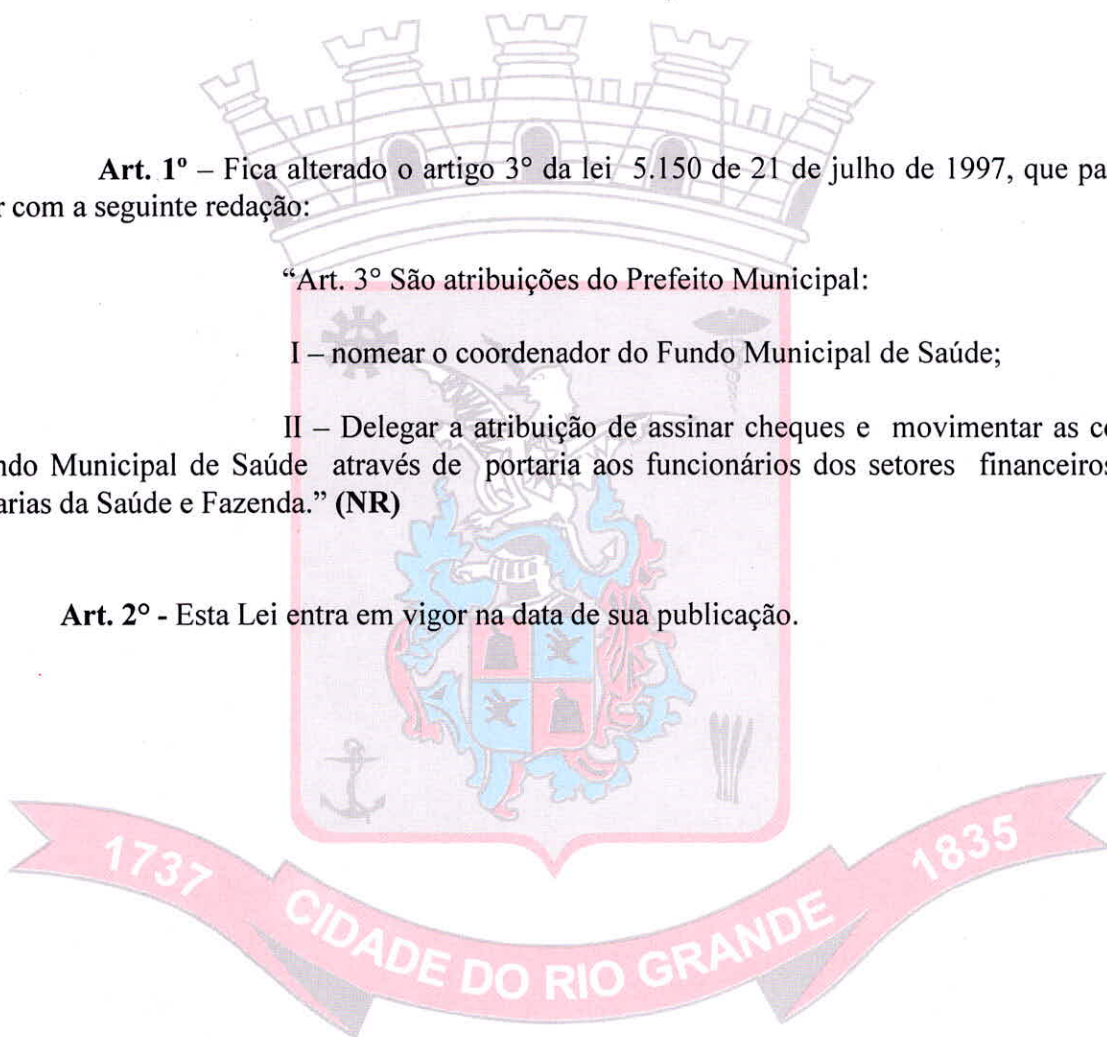 Art. 1º – Fica alterado o artigo 3° da lei 5.150 de 21 de julho de 1997, que
com a seguinte redação:
“Art. 3° São atribuições do Prefeito Municipal:
I – nomear o coordenador do Fundo Municipal de Saúde;
II – Delegar a atribuição de assinar cheques e movimentar as
Municipal de Saúde através de portaria aos funcionários dos setores financeiros
da Saúde e Fazenda.” (NR)
Art. 2° - Esta Lei entra em vigor na data de sua publicação.
1737 CIDADE DO RIO GRANDE 1835